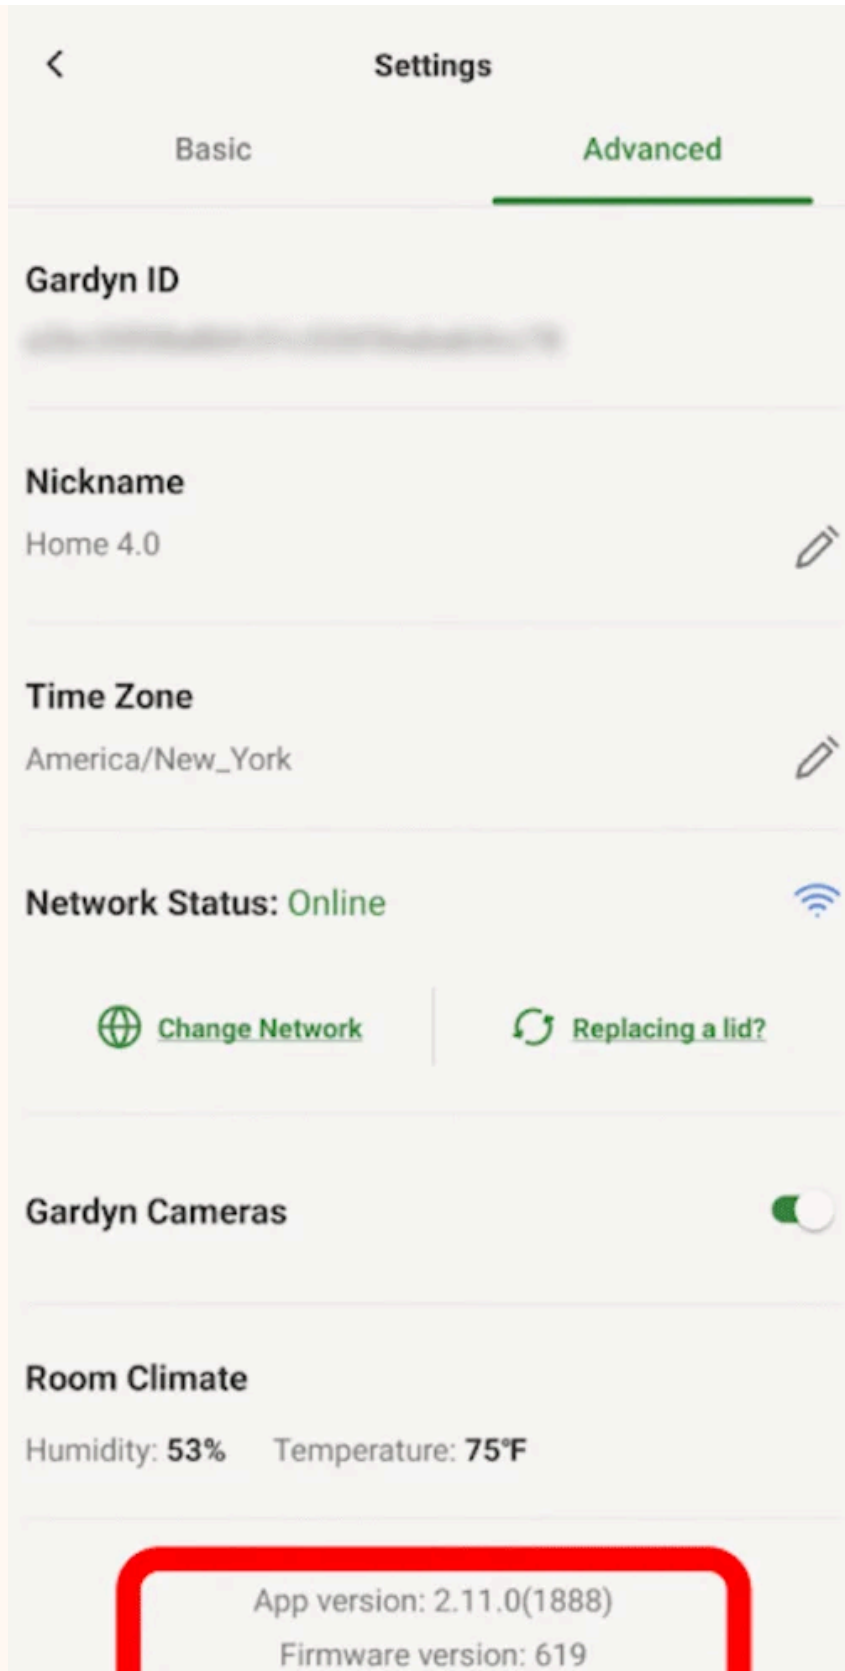 Settings
Basic Advanced
Gardyn ID
Nickname
Home 4.0
Time Zone
America/New_York
Network Status: Online
Change Network Replacing a lid?
Gardyn Cameras
Room Climate
Humidity: 53% Temperature: 75°F
App version: 2.11.0(1888)
Firmware version: 619